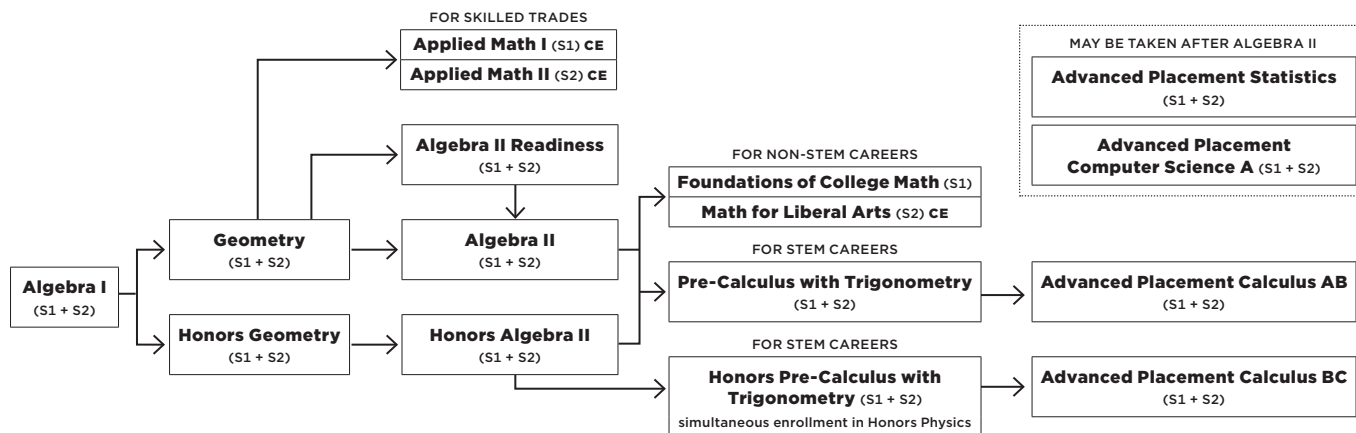 FOR SKILLED TRADES
Applied Math I (S1) CE
Applied Math II (S2) CE
MAY BE TAKEN AFTER ALGEBRA II
Advanced Placement Statistics
(S1 + S2)
Advanced Placement
Computer Science A (S1 + S2)
Algebra II Readiness
(S1 + S2)
FOR NON-STEM CAREERS
Foundations of College Math (S1)
Math for Liberal Arts (S2) CE
Geometry
(S1 + S2)
Algebra II
(S1 + S2)
FOR STEM CAREERS
Pre-Calculus with Trigonometry
(S1 + S2)
Advanced Placement Calculus AB
(S1 + S2)
Algebra I
(S1 + S2)
Honors Geometry
(S1 + S2)
Honors Algebra II
(S1 + S2)
FOR STEM CAREERS
Honors Pre-Calculus with
Trigonometry (S1 + S2)
simultaneous enrollment in Honors Physics
Advanced Placement Calculus BC
(S1 + S2)